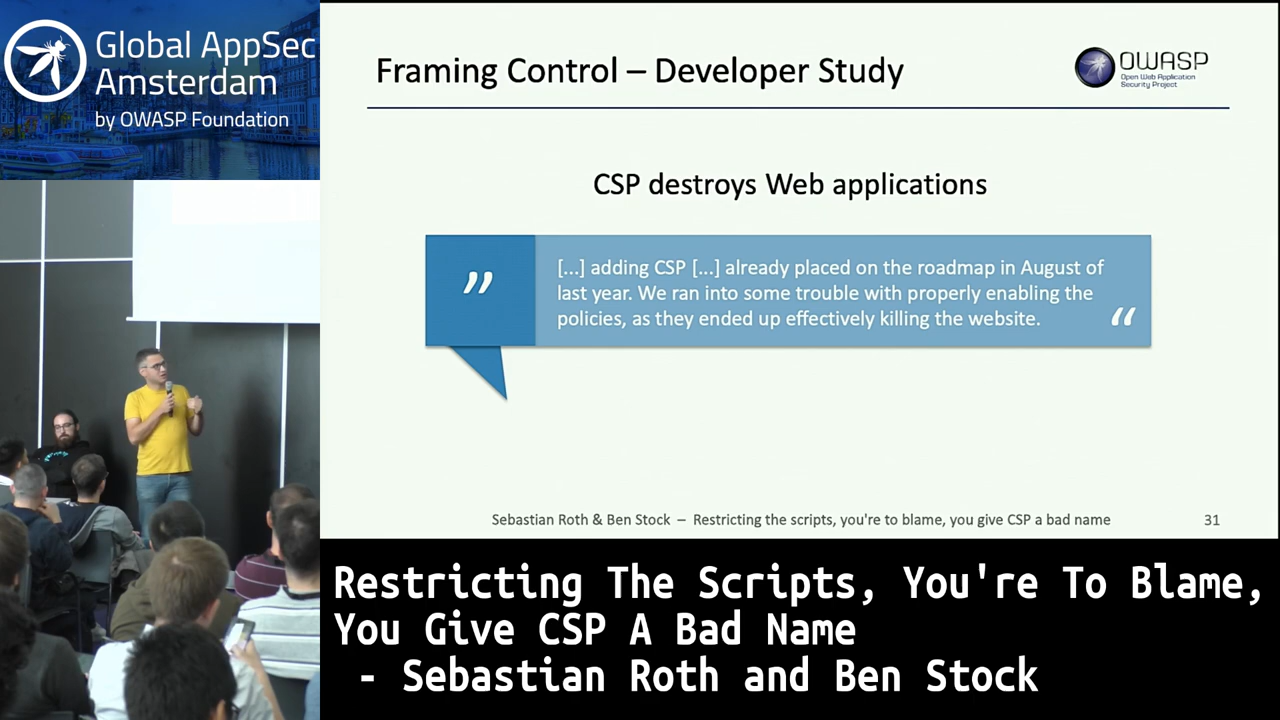 Global AppSec
Amsterdam
by OWASP Foundation
Framing Control – Developer Study
OWASP
Open Web Application
Security Project
CSP destroys Web applications
”
[...] adding CSP [...] already placed on the roadmap in August of
last year. We ran into some trouble with properly enabling the
policies, as they ended up effectively killing the website.
“
Sebastian Roth & Ben Stock – Restricting the scripts, you're to blame, you give CSP a bad name
31
Restricting The Scripts, You're To Blame,
You Give CSP A Bad Name
- Sebastian Roth and Ben Stock